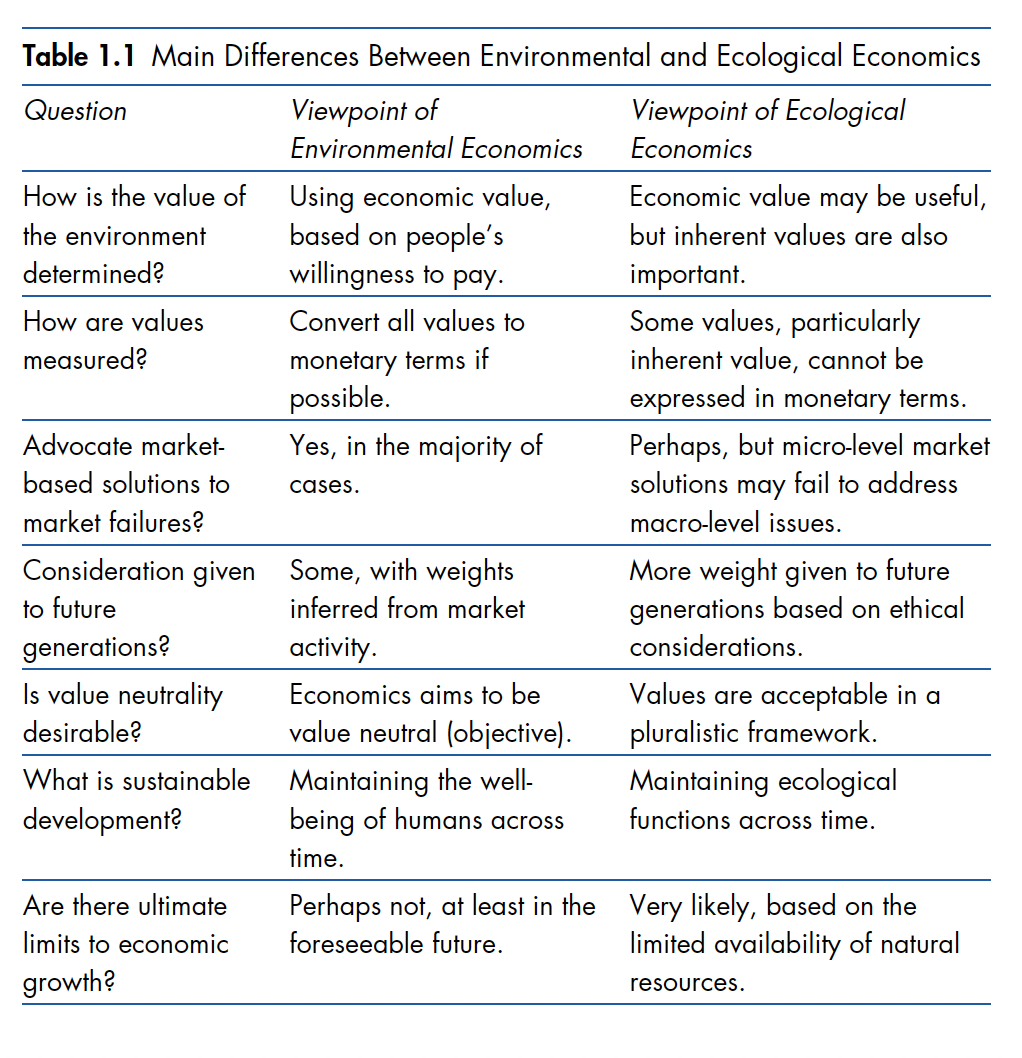 Table 1.1 Main Differences Between Environmental and Ecological Economics
Question
Viewpoint of
Environmental Economics
Viewpoint of Ecological
Economics
How is the value of
the environment
determined?
Using economic value,
based on people's
willingness to pay.
Economic value may be useful,
but inherent values are also
important.
How are values
measured?
Convert all values to
monetary terms if
possible.
Some values, particularly
inherent value, cannot be
expressed in monetary terms.
Advocate market-
based solutions to
market failures?
Yes, in the majority of
cases.
Perhaps, but micro-level market
solutions may fail to address
macro-level issues.
Consideration given
to future
generations?
Some, with weights
inferred from market
activity.
More weight given to future
generations based on ethical
considerations.
Is value neutrality
desirable?
Economics aims to be
value neutral (objective).
Values are acceptable in a
pluralistic framework.
What is sustainable
development?
Maintaining the well-
being of humans across
time.
Maintaining ecological
functions across time.
Are there ultimate
limits to economic
growth?
Perhaps not, at least in the
foreseeable future.
Very likely, based on the
limited availability of natural
resources.